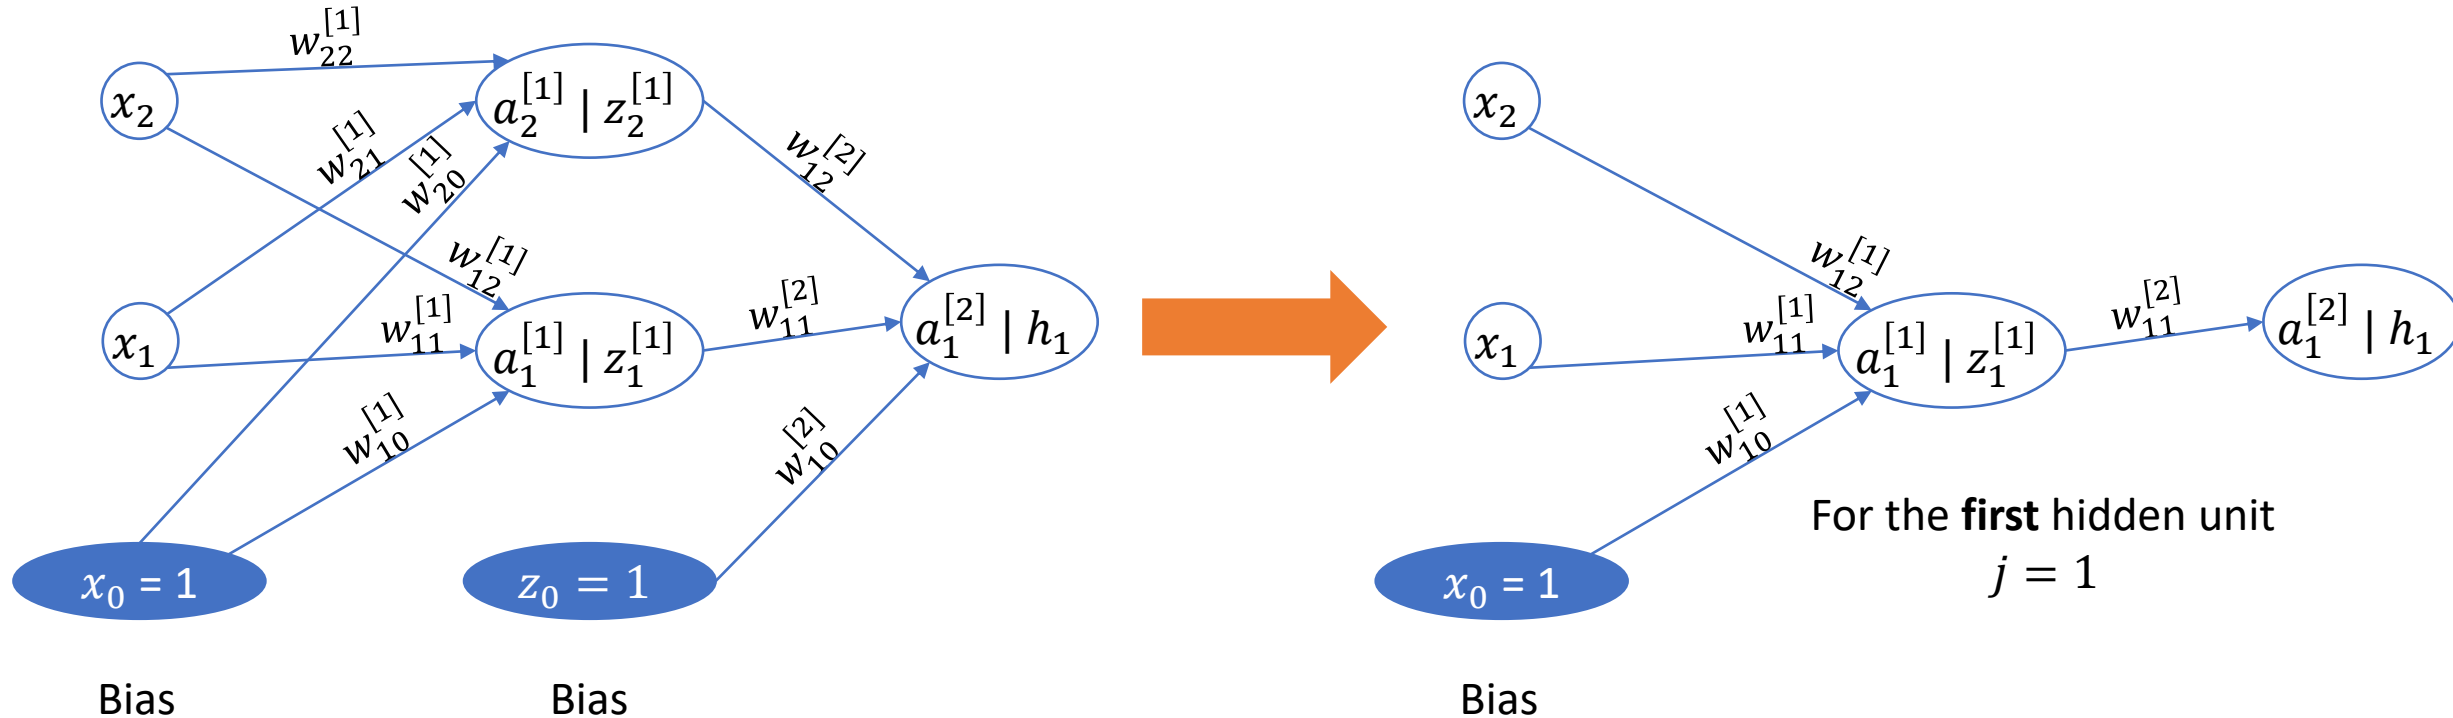 w_{22}^{[1]}
x_2
a_2^{[1]} | z_2^{[1]}
w_{21}^{[1]}
w_{20}^{[1]}
w_{12}^{[2]}
w_{12}^{[1]}
x_1
w_{11}^{[1]}
a_1^{[1]} | z_1^{[1]}
w_{11}^{[2]}
a_1^{[2]} | h_1
w_{10}^{[1]}
w_{10}^{[2]}
x_0 = 1
z_0 = 1
Bias
Bias
x_2
w_{12}^{[1]}
x_1
w_{11}^{[1]}
a_1^{[1]} | z_1^{[1]}
w_{11}^{[2]}
a_1^{[2]} | h_1
w_{10}^{[1]}
For the first hidden unit
j = 1
x_0 = 1
Bias